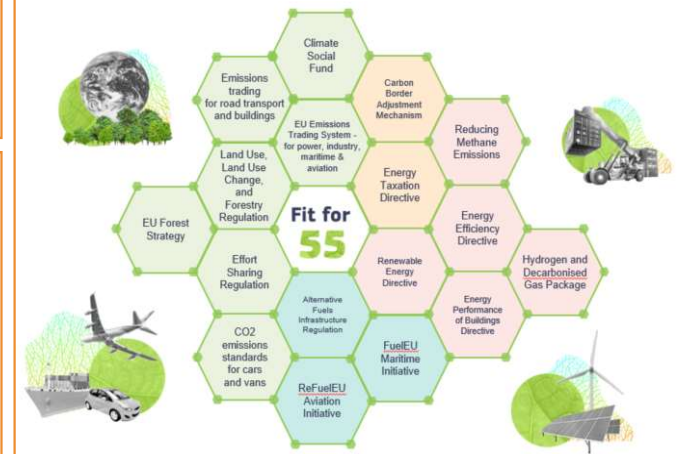 Climate
Social
Fund
Emissions
trading
for road transport
and buildings
Carbon
Border
Adjustment
Mechanism
EU Emissions
Trading System -
for power, industry,
maritime &
aviation
Reducing
Methane
Emissions
Land Use,
Land Use
Change,
and
Forestry
Regulation
Energy
Taxation
Directive
EU Forest
Strategy
Fit for
55
Energy
Efficiency
Directive
Effort
Sharing
Regulation
Renewable
Energy
Directive
Hydrogen and
Decarbonised
Gas Package
Alternative
Fuels
Infrastructure
Regulation
Energy
Performance
of Buildings
Directive
CO2
emissions
standards
for cars
and vans
FuelEU
Maritime
Initiative
ReFuelEU
Aviation
Initiative